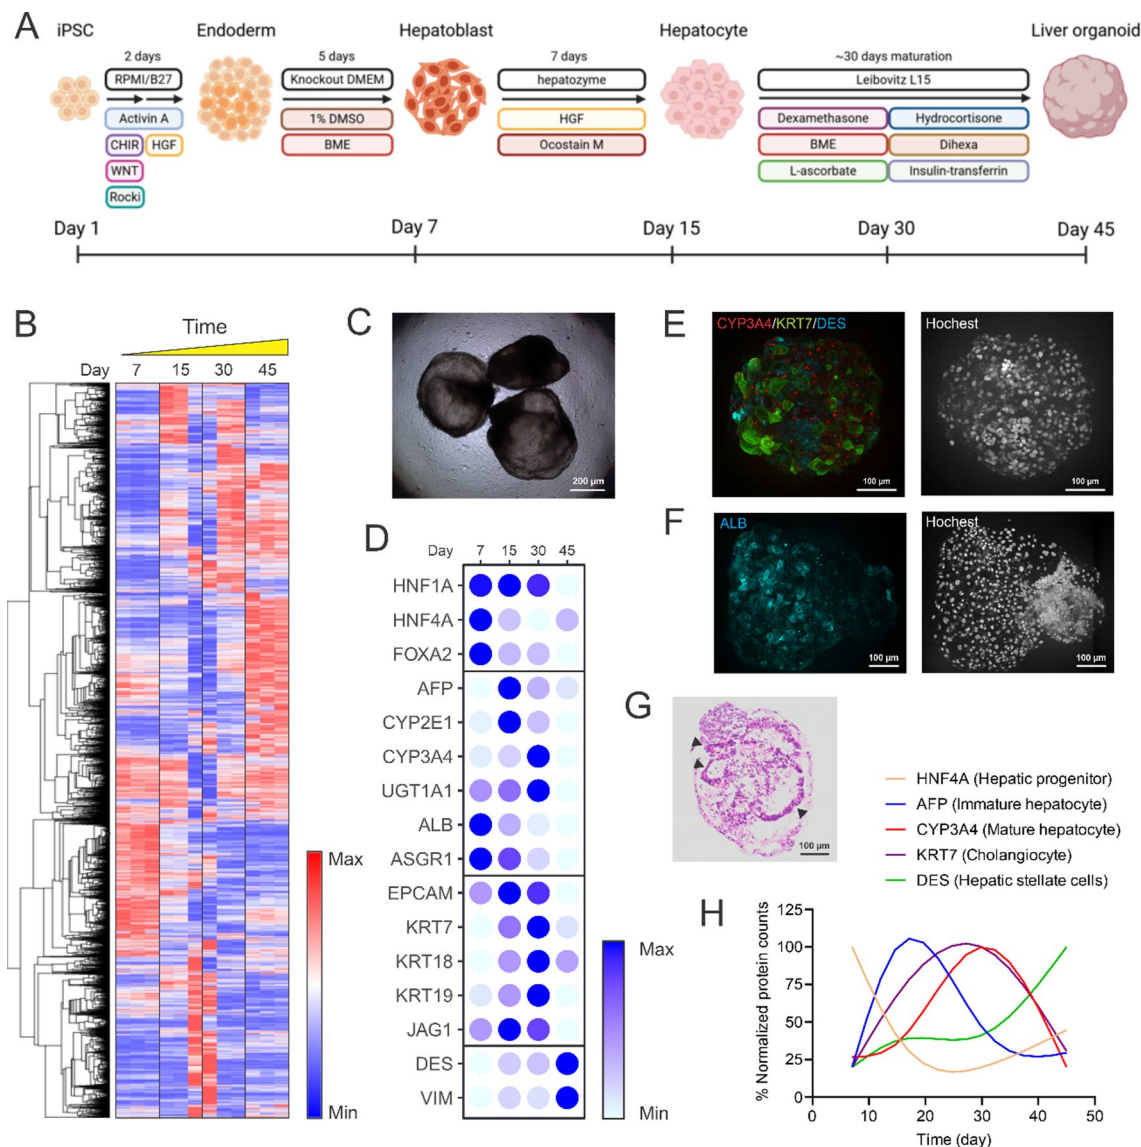 A
iPSC
Endoderm
Hepatoblast
Hepatocyte
Liver organoid
2 days
5 days
7 days
~30 days maturation
RPMI/B27
Knockout DMEM
hepatozyme
Leibovitz L15
Activin A
1% DMSO
HGF
Dexamethasone
Hydrocortisone
CHIR
HGF
BME
Ocostain M
BME
Dihexa
WNT
L-ascorbate
Insulin-transferrin
Rocki
Day 1
Day 7
Day 15
Day 30
Day 45
B
Time
Day 7 15 30 45
Max
Min
C
200 µm
D
Day 7 15 30 45
HNF1A
HNF4A
FOXA2
AFP
CYP2E1
CYP3A4
UGT1A1
ALB
ASGR1
EPCAM
KRT7
KRT18
KRT19
JAG1
DES
VIM
Max
Min
E
CYP3A4/KRT7/DES
Hochest
100 µm
100 µm
F
ALB
Hochest
100 µm
100 µm
G
100 µm
HNF4A (Hepatic progenitor)
AFP (Immature hepatocyte)
CYP3A4 (Mature hepatocyte)
KRT7 (Cholangiocyte)
DES (Hepatic stellate cells)
H
% Normalized protein counts
125
100
75
50
25
0
0 10 20 30 40 50
Time (day)